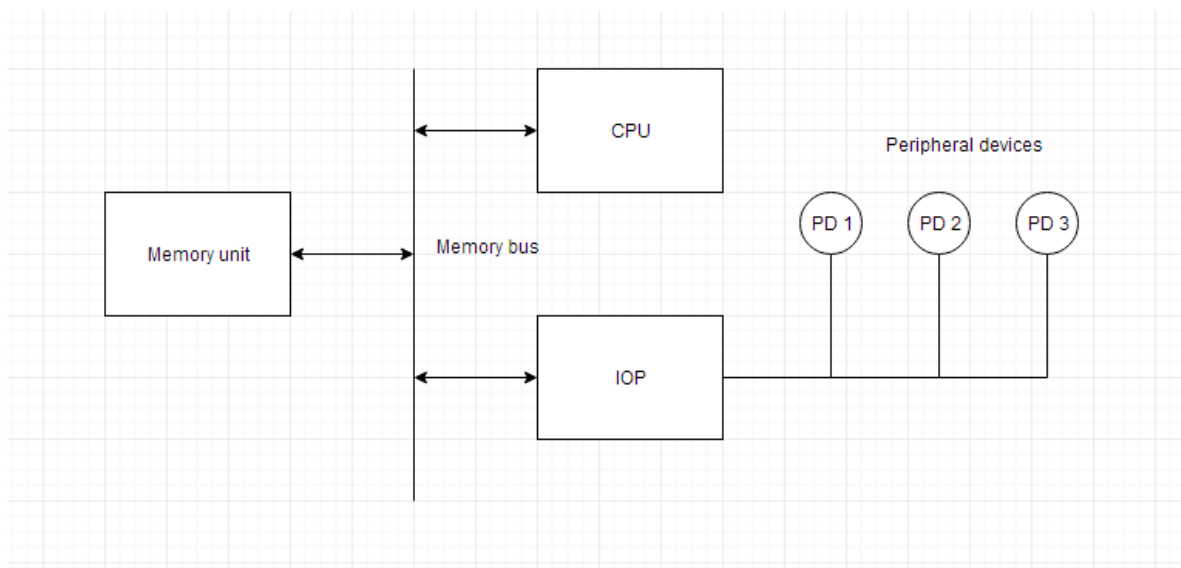 CPU
Peripheral devices
PD 1
PD 2
PD 3
Memory unit
Memory bus
IOP